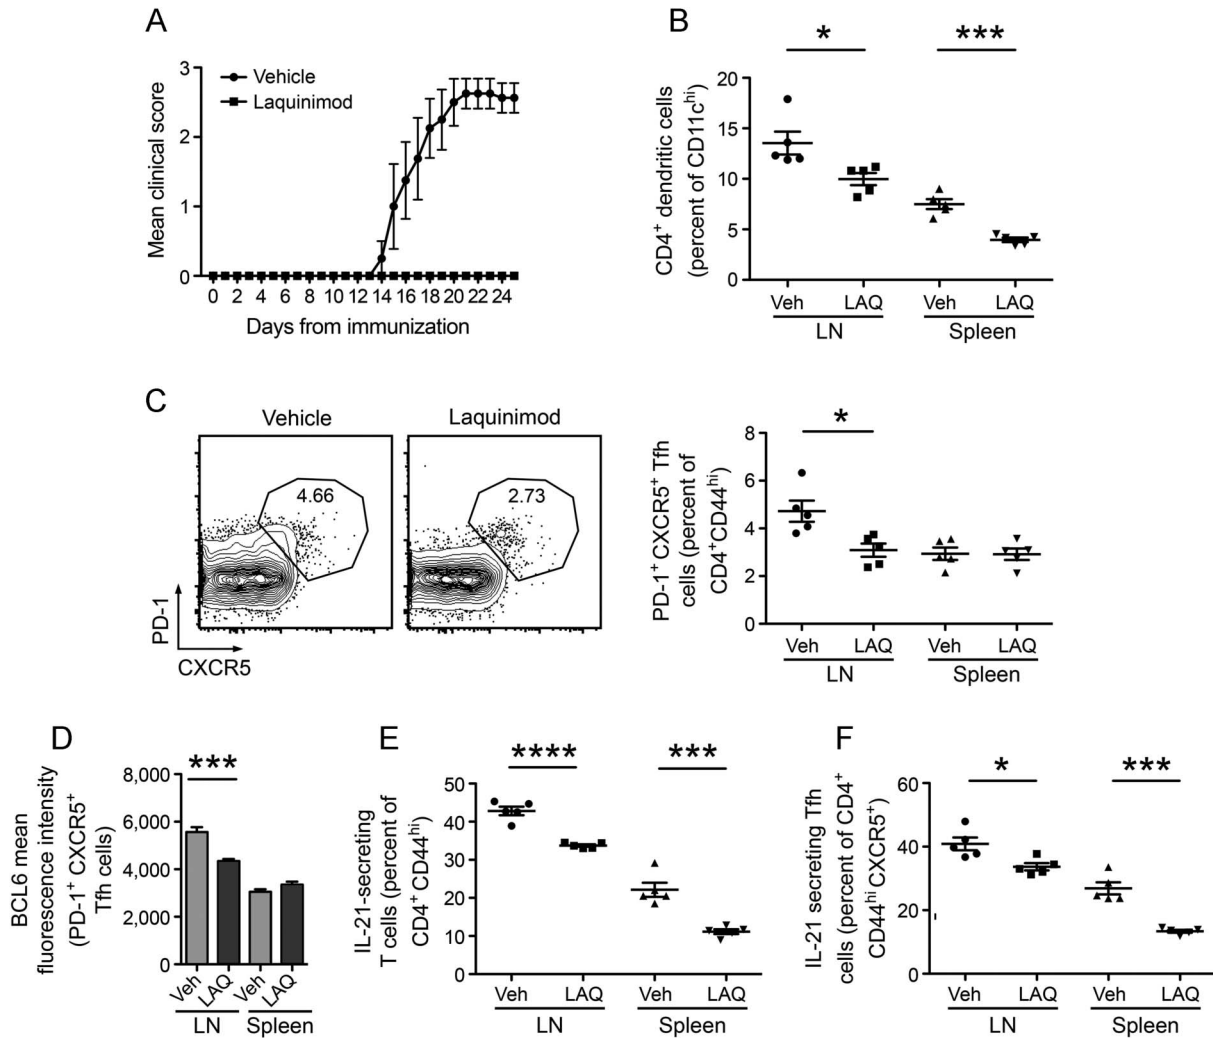 A
Mean clinical score
3
2
1
0
Vehicle
Laquinimod
0 2 4 6 8 10 12 14 16 18 20 22 24
Days from immunization
B
CD4⁺ dendritic cells
(percent of CD11cʰⁱ)
20
15
10
5
0
* ***
Veh LAQ Veh LAQ
LN Spleen
C
Vehicle Laquinimod
4.66 2.73
PD-1
CXCR5
PD-1⁺ CXCR5⁺ Tfh
cells (percent of
CD4⁺CD44ʰⁱ)
8
6
4
2
0
*
Veh LAQ Veh LAQ
LN Spleen
D
BCL6 mean
fluorescence intensity
(PD-1⁺ CXCR5⁺
Tfh cells)
8,000
6,000
4,000
2,000
0
***
Veh LAQ Veh LAQ
LN Spleen
E
IL-21-secreting
T cells (percent of
CD4⁺ CD44ʰⁱ)
50
40
30
20
10
0
**** ***
Veh LAQ Veh LAQ
LN Spleen
F
IL-21 secreting Tfh
cells (percent of CD4⁺
CD44ʰⁱ CXCR5⁺)
60
40
20
0
* ***
Veh LAQ Veh LAQ
LN Spleen